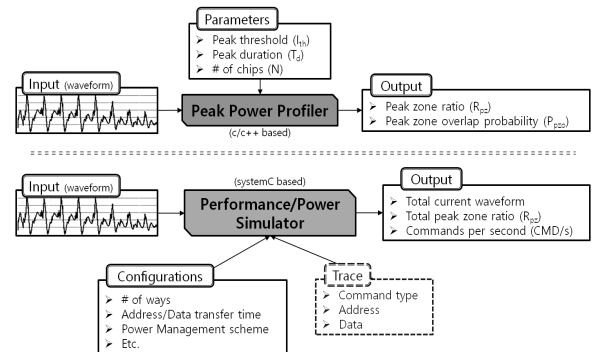 Parameters
➢ Peak threshold (Ith)
➢ Peak duration (Td)
➢ # of chips (N)
Input (waveform)
Peak Power Profiler
(c/c++ based)
Output
➢ Peak zone ratio (Rpz)
➢ Peak zone overlap probability (Ppzo)
Input (waveform)
(systemC based)
Performance/Power
Simulator
Output
➢ Total current waveform
➢ Total peak zone ratio (Rpz)
➢ Commands per second (CMD/s)
Configurations
➢ # of ways
➢ Address/Data transfer time
➢ Power Management scheme
➢ Etc.
Trace
➢ Command type
➢ Address
➢ Data